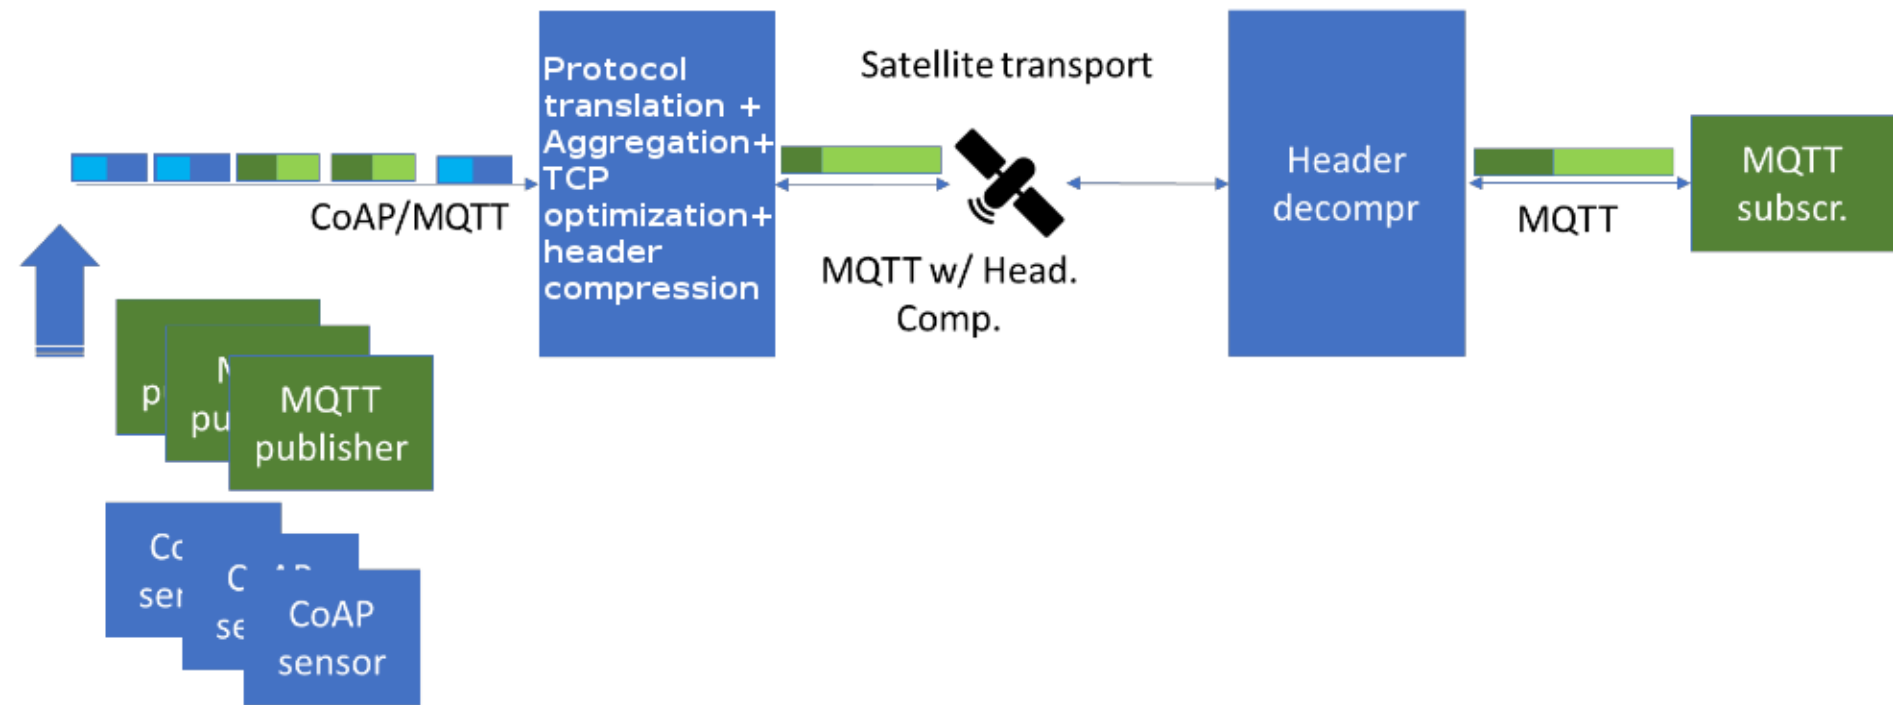 Protocol
translation +
Aggregation+
TCP
optimization+
header
compression
Satellite transport
Header
decompr
MQTT
subscr.
CoAP/MQTT
MQTT w/ Head.
Comp.
MQTT
MQTT
publisher
CoAP
sensor